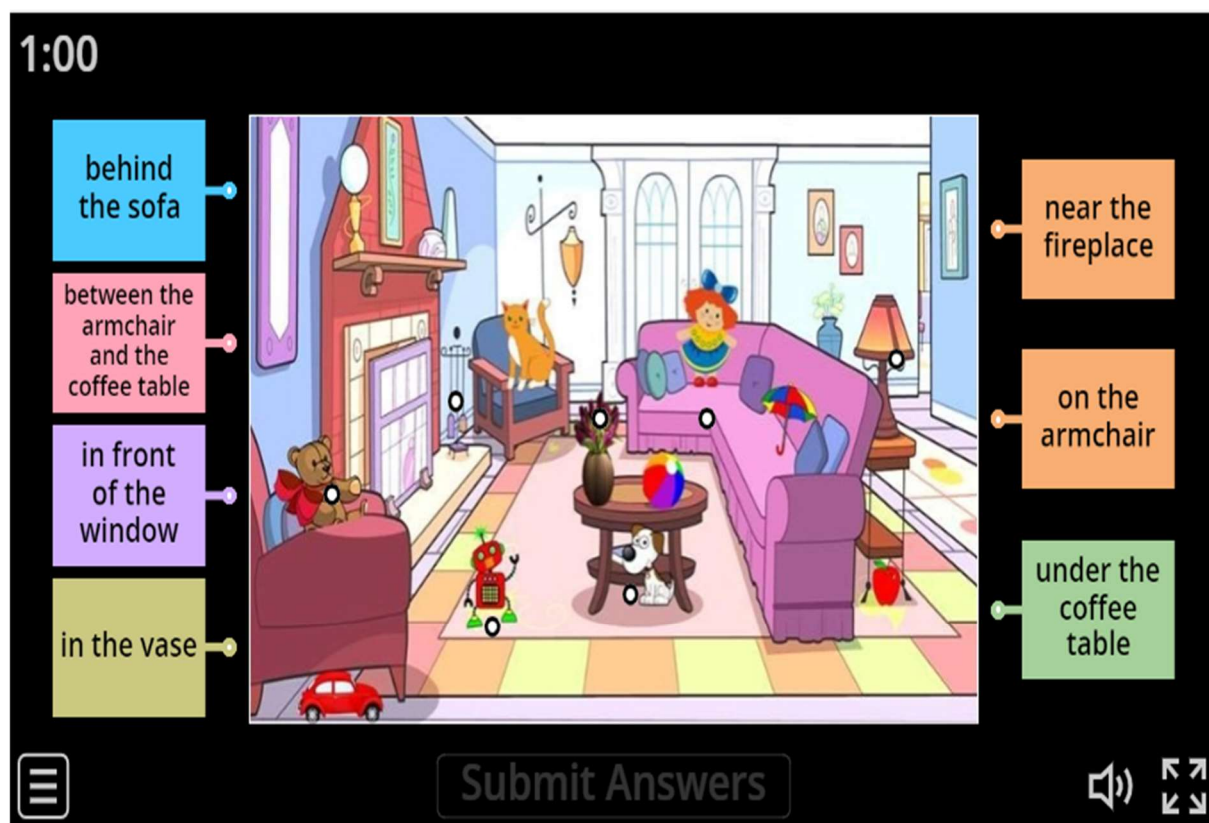 1:00
behind
the sofa
between the
armchair
and the
coffee table
in front
of the
window
in the vase
near the
fireplace
on the
armchair
under the
coffee
table
Submit Answers